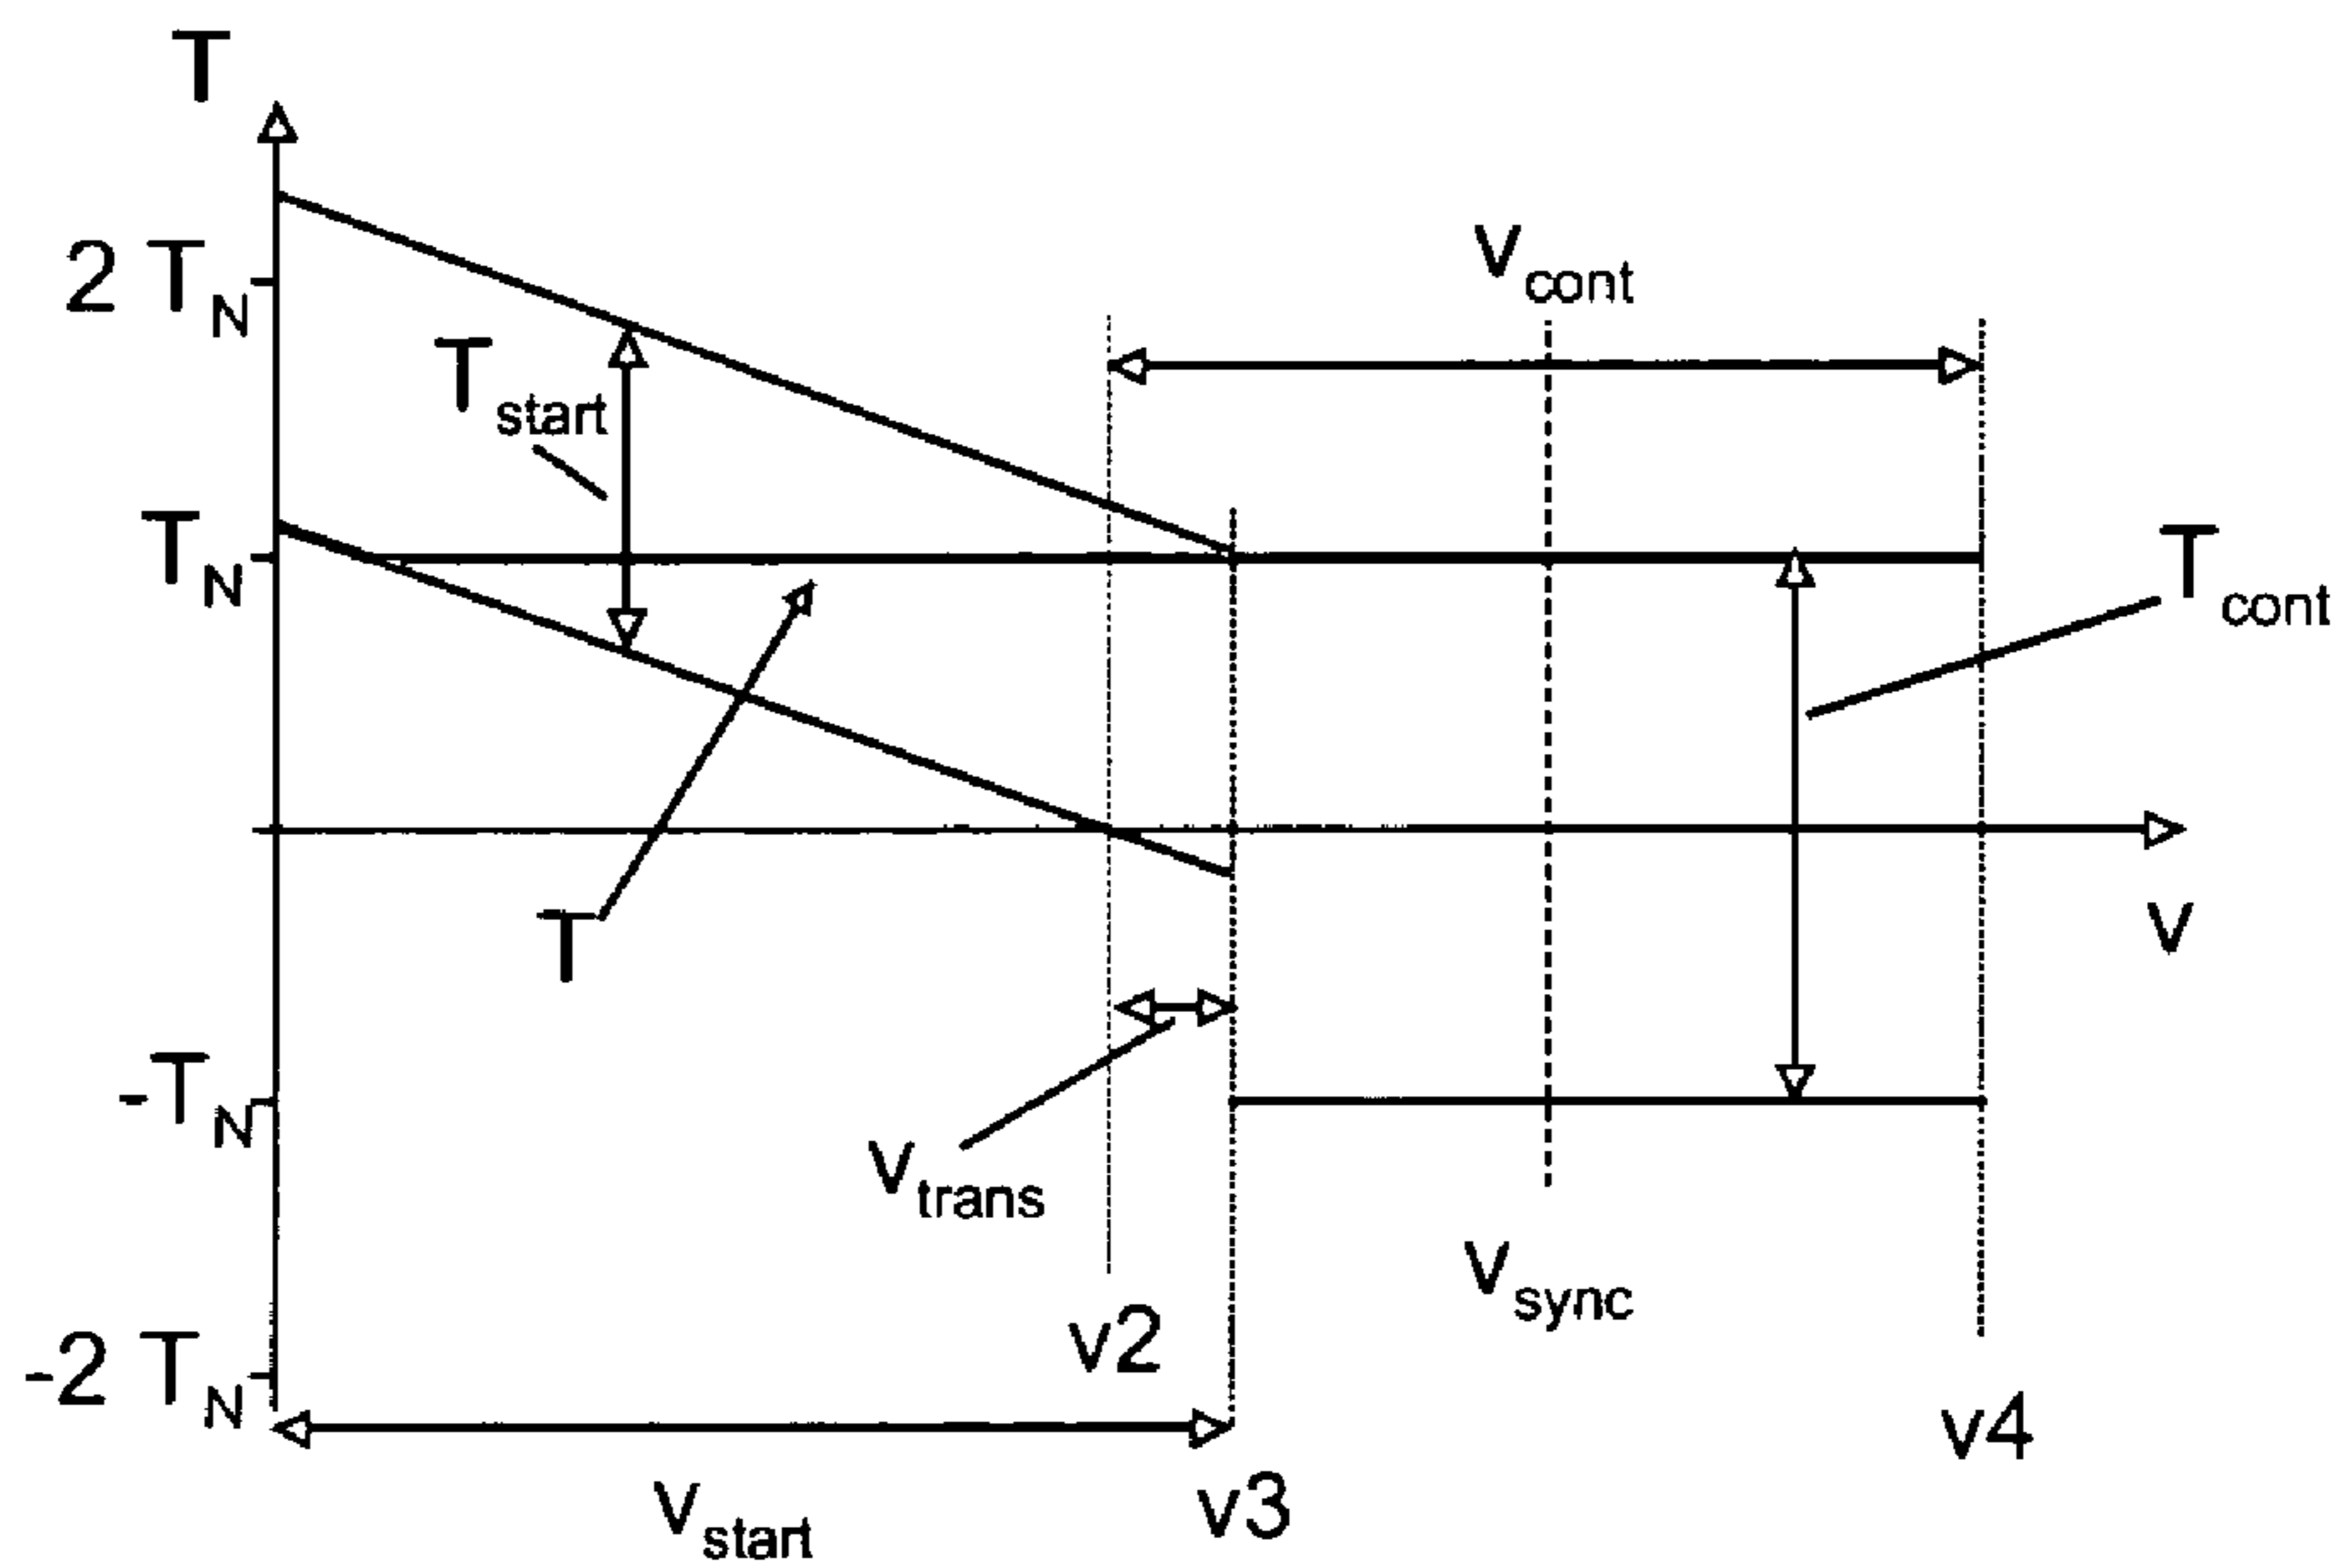 T
2 T_N
v_cont
T_start
T_N
T_cont
v
T
-T_N
v_trans
v_sync
v2
-2 T_N
v4
v_start
v3